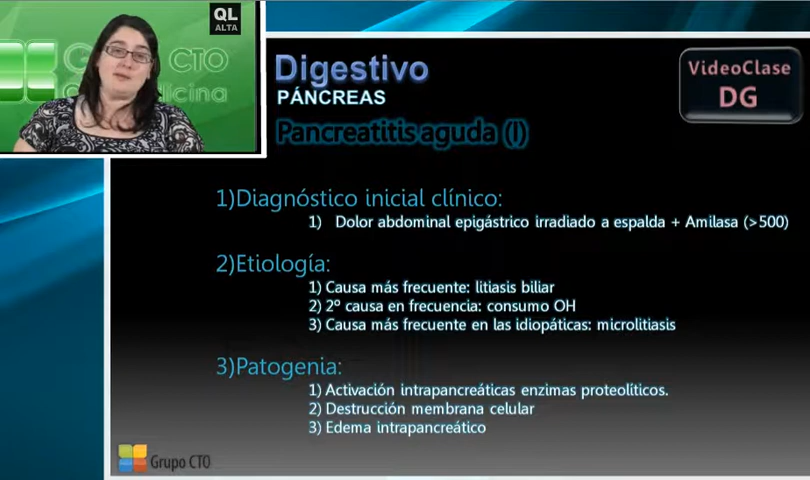 QL
ALTA
G
CTO
dicina
Digestivo
PÁNCREAS
VideoClase
DG
Pancreatitis aguda (I)
1)Diagnóstico inicial clínico:
1) Dolor abdominal epigástrico irradiado a espalda + Amilasa (>500)
2)Etiología:
1) Causa más frecuente: litiasis biliar
2) 2º causa en frecuencia: consumo OH
3) Causa más frecuente en las idiopáticas: microlitiasis
3)Patogenia:
1) Activación intrapancreáticas enzimas proteolíticos.
2) Destrucción membrana celular
3) Edema intrapancreático
Grupo CTO